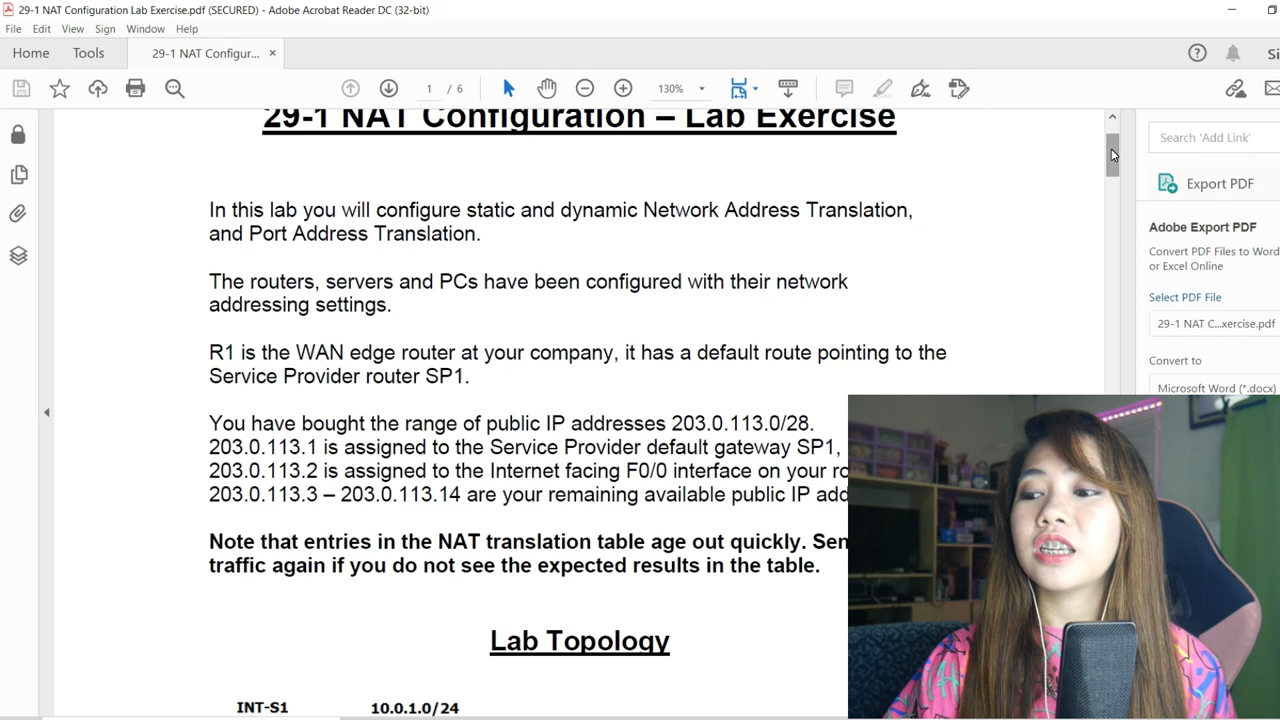 29-1 NAT Configuration Lab Exercise.pdf (SECURED) - Adobe Acrobat Reader DC (32-bit)
File Edit View Sign Window Help
Home Tools 29-1 NAT Configur... ×
1 / 6 130%
29-1 NAT Configuration – Lab Exercise
In this lab you will configure static and dynamic Network Address Translation,
and Port Address Translation.
The routers, servers and PCs have been configured with their network
addressing settings.
R1 is the WAN edge router at your company, it has a default route pointing to the
Service Provider router SP1.
You have bought the range of public IP addresses 203.0.113.0/28.
203.0.113.1 is assigned to the Service Provider default gateway SP1,
203.0.113.2 is assigned to the Internet facing F0/0 interface on your ro
203.0.113.3 – 203.0.113.14 are your remaining available public IP add
Note that entries in the NAT translation table age out quickly. Sen
traffic again if you do not see the expected results in the table.
Lab Topology
INT-S1 10.0.1.0/24
Si
Search 'Add Link'
Export PDF
Adobe Export PDF
Convert PDF Files to Word
or Excel Online
Select PDF File
29-1 NAT C...xercise.pdf
Convert to
Microsoft Word (*.docx)